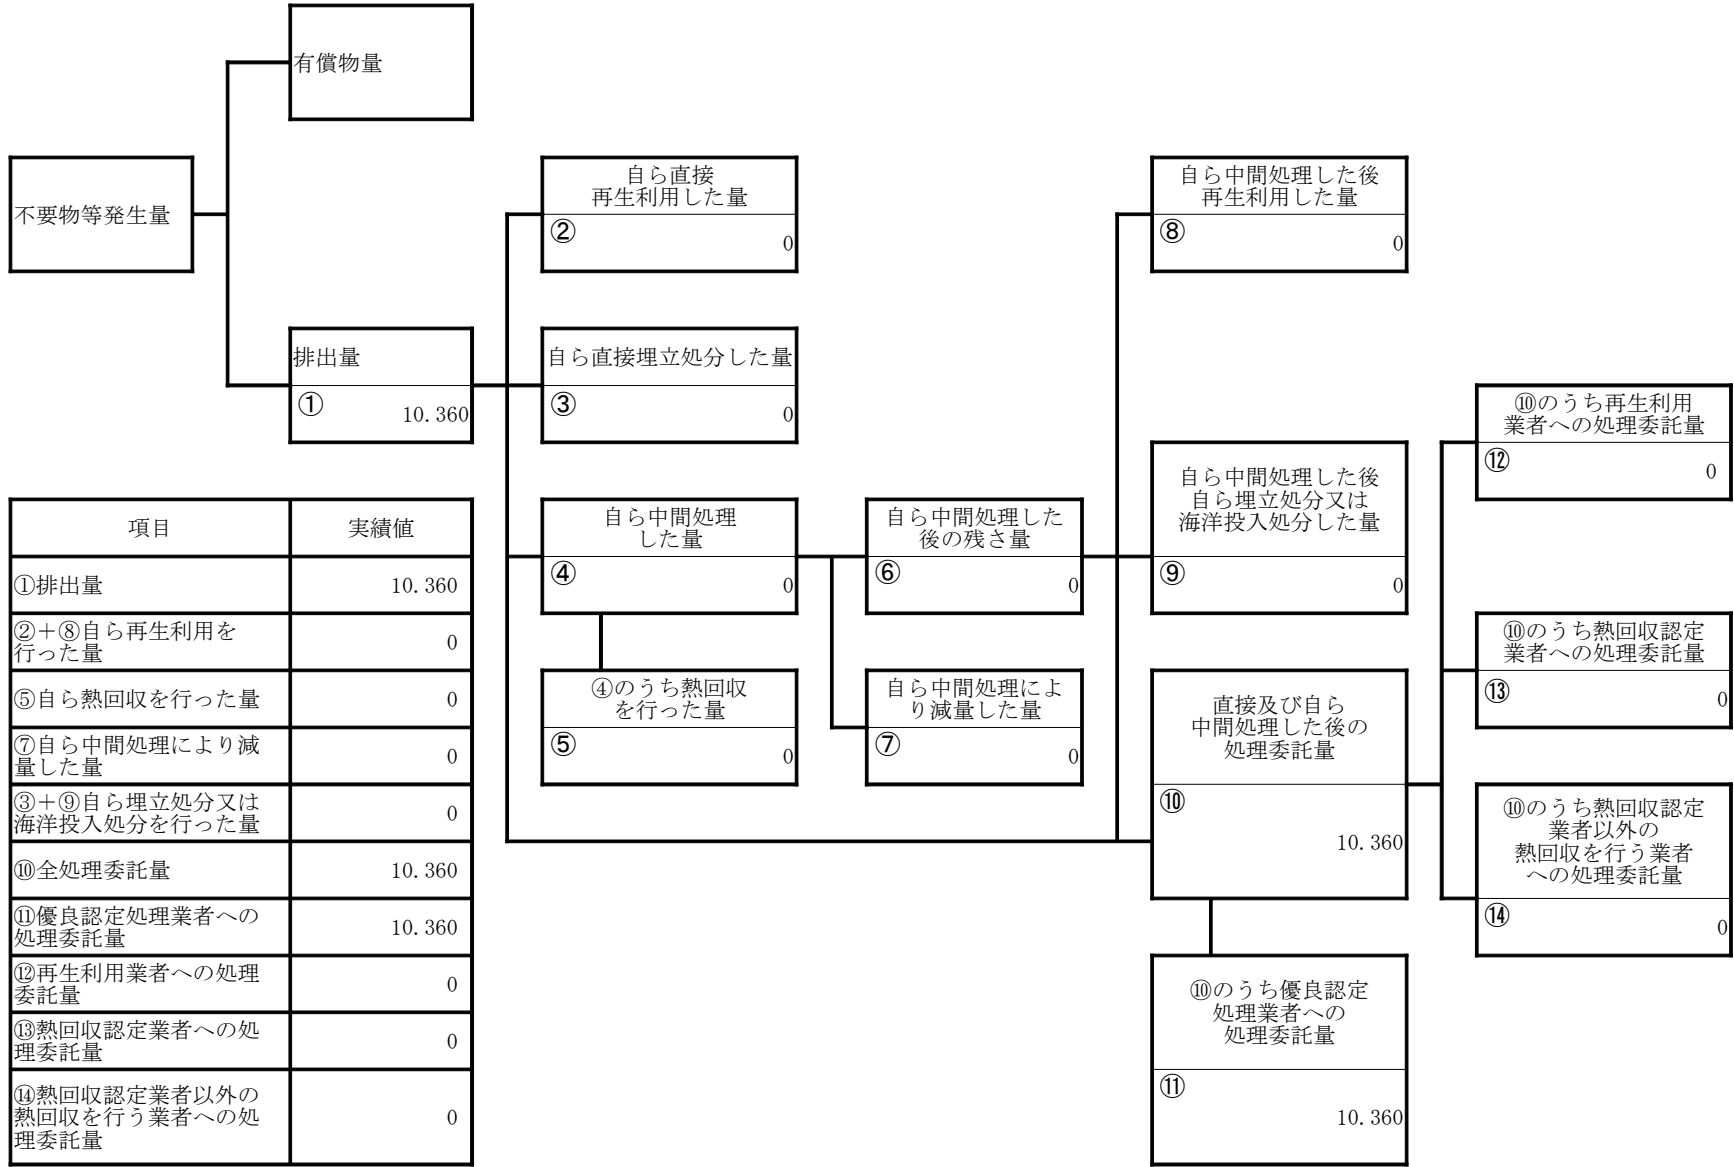 有償物量
不要物等発生量
自ら直接
再生利用した量
②
0
自ら中間処理した後
再生利用した量
⑧
0
排出量
①
10.360
自ら直接埋立処分した量
③
0
⑩のうち再生利用
業者への処理委託量
⑫
0
自ら中間処理
した量
④
0
自ら中間処理した
後の残さ量
⑥
0
自ら中間処理した後
自ら埋立処分又は
海洋投入処分した量
⑨
0
⑩のうち熱回収認定
業者への処理委託量
⑬
0
④のうち熱回収
を行った量
⑤
0
自ら中間処理によ
り減量した量
⑦
0
直接及び自ら
中間処理した後の
処理委託量
⑩
10.360
⑩のうち熱回収認定
業者以外の
熱回収を行う業者
への処理委託量
⑭
0
⑩のうち優良認定
処理業者への
処理委託量
⑪
10.360
項目 実績値
①排出量 10.360
②＋⑧自ら再生利用を
行った量 0
⑤自ら熱回収を行った量 0
⑦自ら中間処理により減
量した量 0
③＋⑨自ら埋立処分又は
海洋投入処分を行った量 0
⑩全処理委託量 10.360
⑪優良認定処理業者への
処理委託量 10.360
⑫再生利用業者への処理
委託量 0
⑬熱回収認定業者への処
理委託量 0
⑭熱回収認定業者以外の
熱回収を行う業者への処
理委託量 0